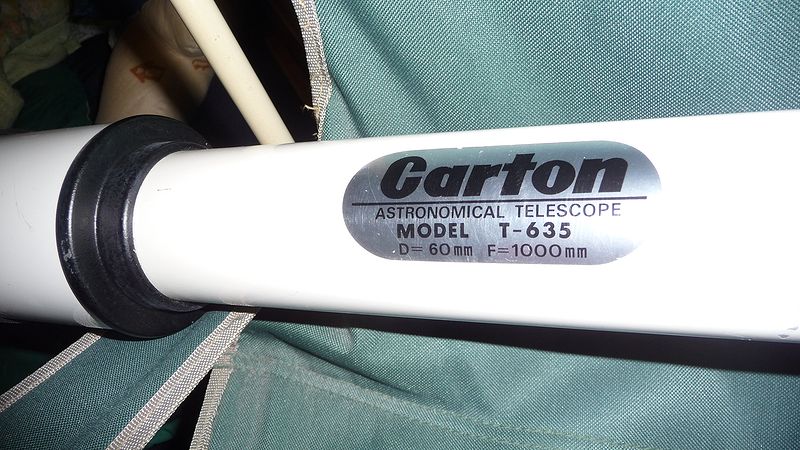 Carton
ASTRONOMICAL TELESCOPE
MODEL T-635
D=60mm F=1000mm